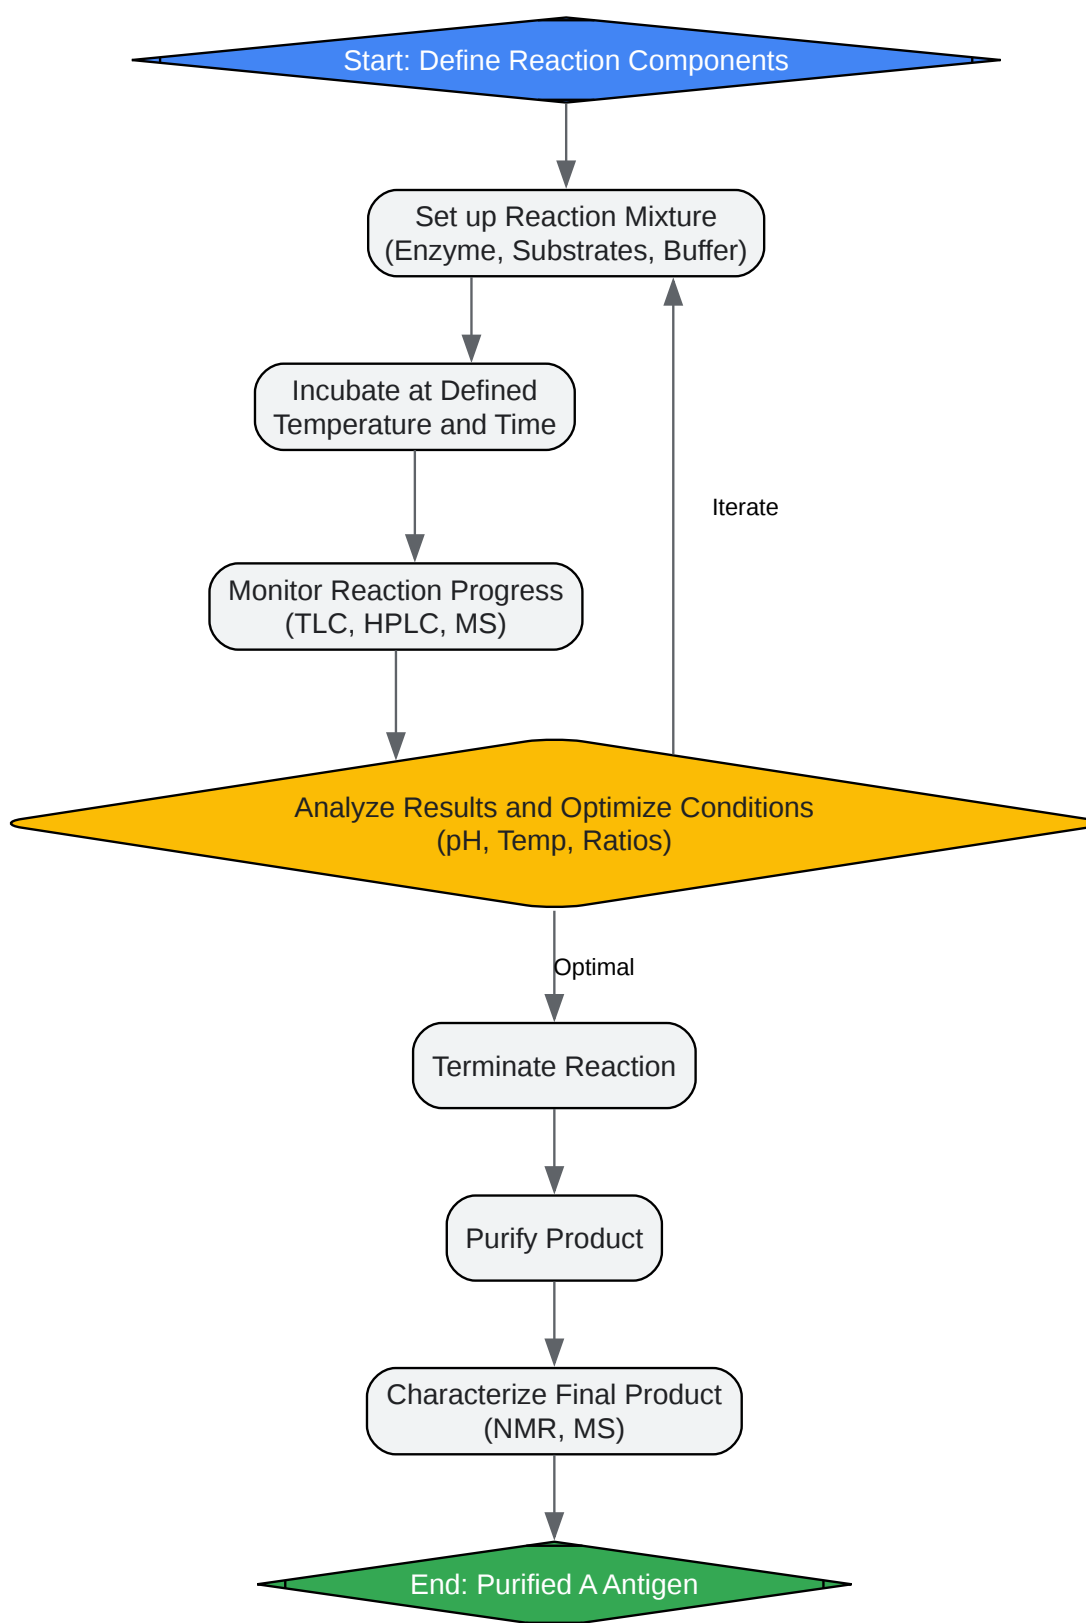 Start: Define Reaction Components
Set up Reaction Mixture
(Enzyme, Substrates, Buffer)
Incubate at Defined
Temperature and Time
Iterate
Monitor Reaction Progress
(TLC, HPLC, MS)
Analyze Results and Optimize Conditions
(pH, Temp, Ratios)
Optimal
Terminate Reaction
Purify Product
Characterize Final Product
(NMR, MS)
End: Purified A Antigen